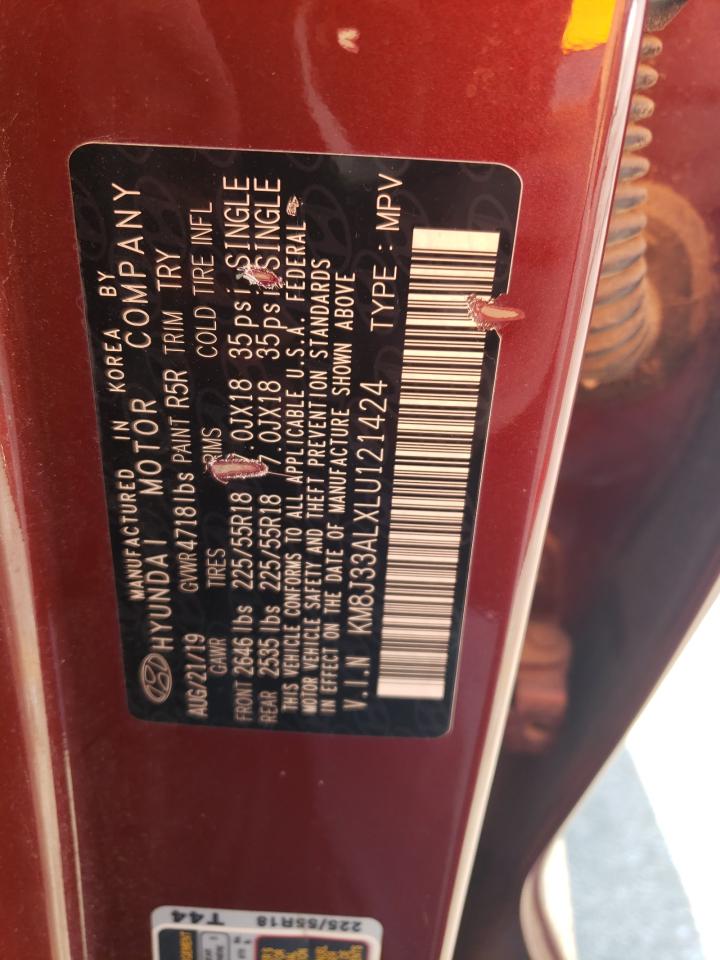 MANUFACTURED IN KOREA BY
HYUNDAI MOTOR COMPANY
AUG/21/19 GVWR 4718lbs PAINT R5R TRIM TRY
GAWR TIRES RIMS COLD TIRE INFL
FRONT 2646 lbs 225/55R18 7.0JX18 35psi SINGLE
REAR 2535 lbs 225/55R18 7.0JX18 35psi SINGLE
THIS VEHICLE CONFORMS TO ALL APPLICABLE U.S.A. FEDERAL
MOTOR VEHICLE SAFETY AND THEFT PREVENTION STANDARDS
IN EFFECT ON THE DATE OF MANUFACTURE SHOWN ABOVE
V.I.N KM8J33ALXLU121424 TYPE : MPV
225/55R18
T44